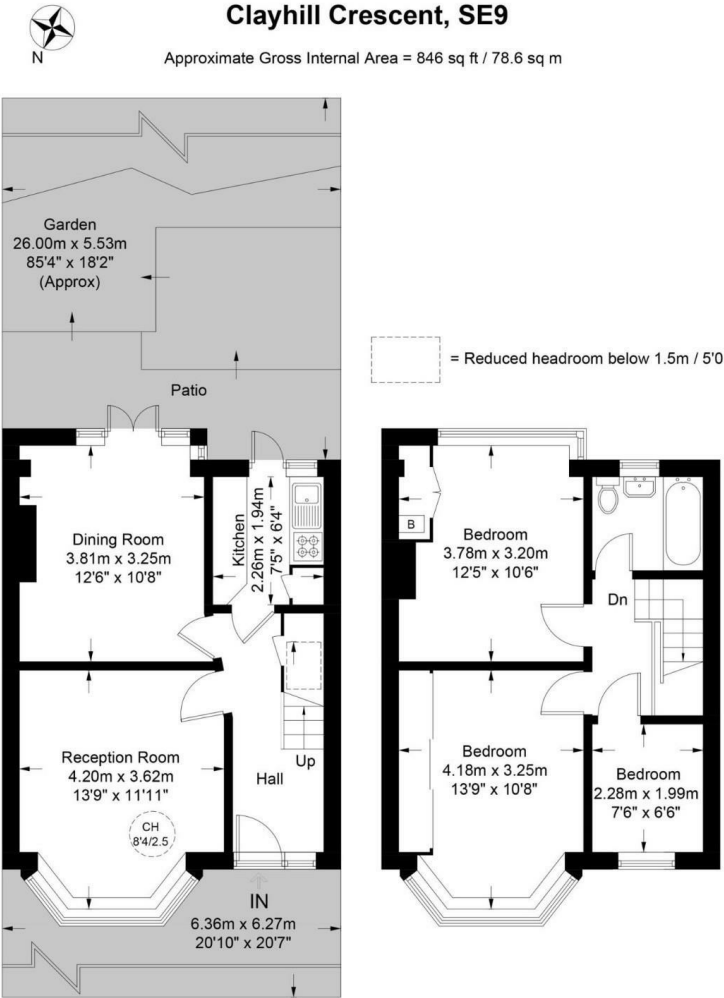 Clayhill Crescent, SE9
N
Approximate Gross Internal Area = 846 sq ft / 78.6 sq m
Garden
26.00m x 5.53m
85'4" x 18'2"
(Approx)
Patio
= Reduced headroom below 1.5m / 5'0
Dining Room
3.81m x 3.25m
12'6" x 10'8"
Kitchen
2.26m x 1.94m
7'5" x 6'4"
Reception Room
4.20m x 3.62m
13'9" x 11'11"
CH
8'4/2.5
Hall
Up
IN
6.36m x 6.27m
20'10" x 20'7"
B
Bedroom
3.78m x 3.20m
12'5" x 10'6"
Dn
Bedroom
4.18m x 3.25m
13'9" x 10'8"
Bedroom
2.28m x 1.99m
7'6" x 6'6"